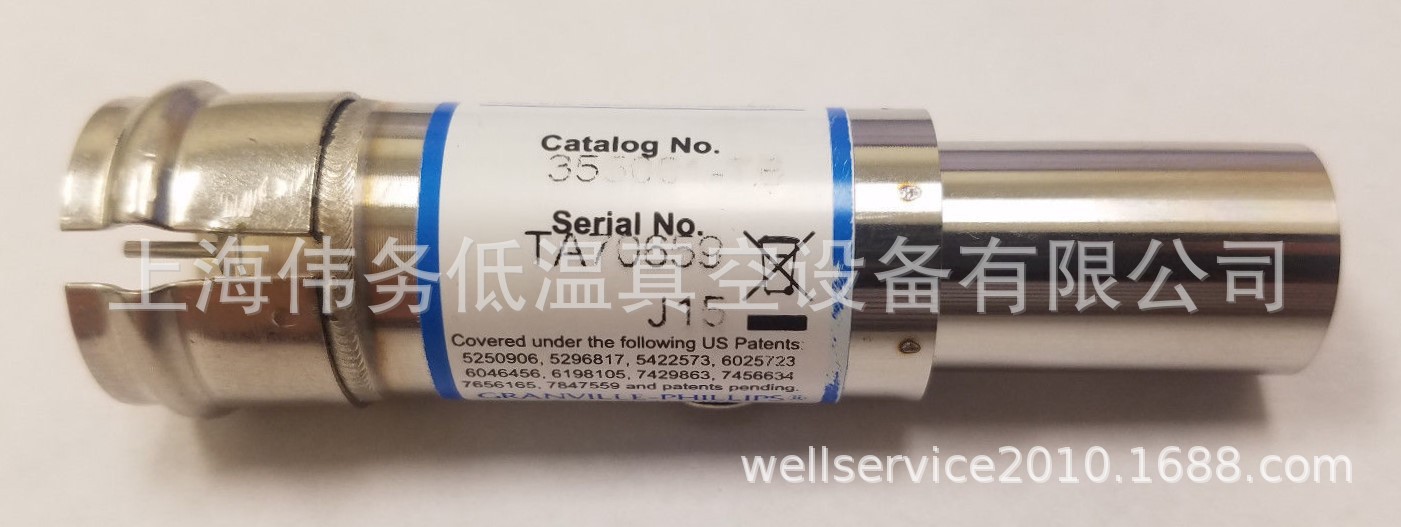 Catalog No.
Serial No.
TA70659
J15
上海伟务低温真空设备有限公司
Covered under the following US Patents:
5250906, 5296817, 5422573, 6025723
6046456, 6198105, 7429863, 7456634
7656165, 7847559 and patents pending.
GRANVILLE-PHILLIPS®
wellservice2010.1688.com